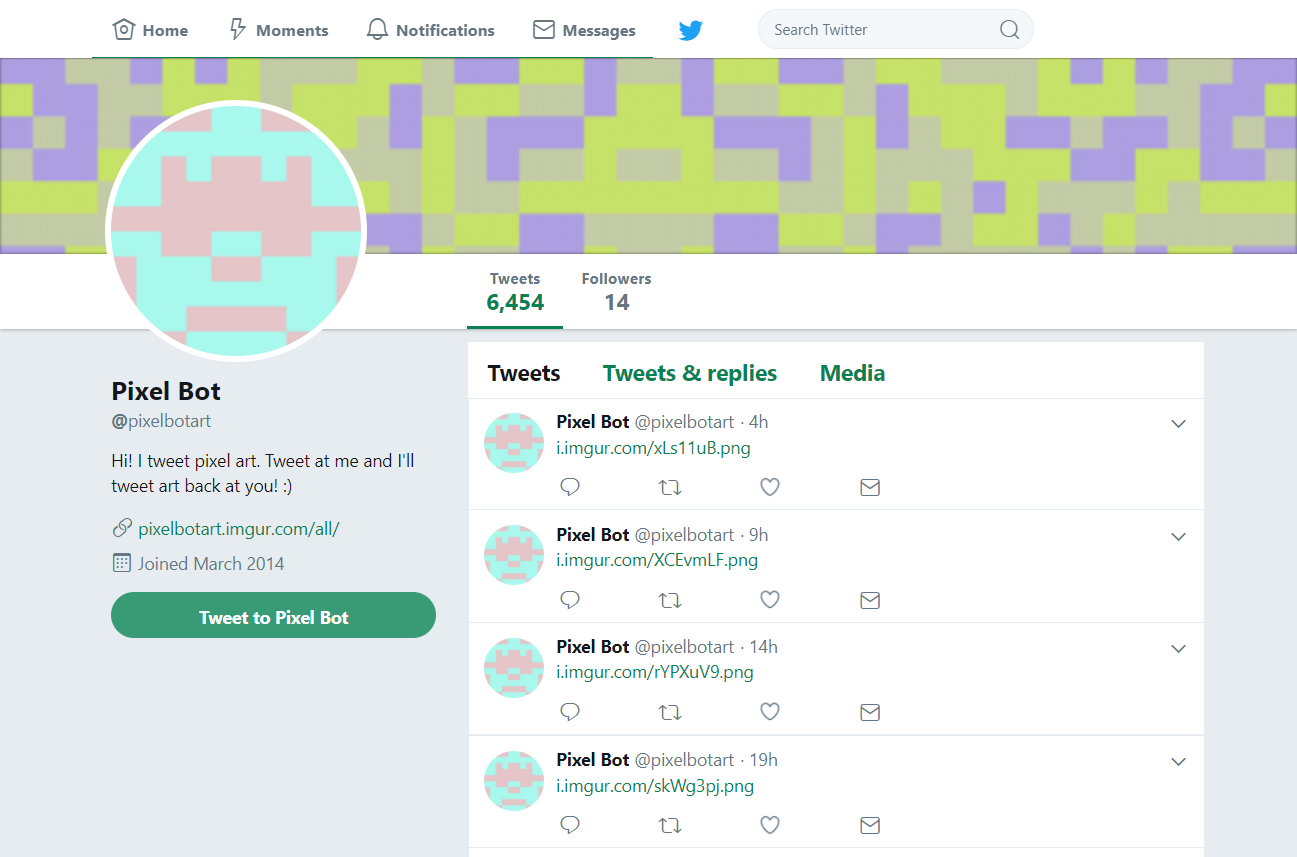 Home Moments Notifications Messages Search Twitter
Tweets Followers
6,454 14
Pixel Bot
@pixelbotart
Hi! I tweet pixel art. Tweet at me and I'll
tweet art back at you! :)
pixelbotart.imgur.com/all/
Joined March 2014
Tweet to Pixel Bot
Tweets Tweets & replies Media
Pixel Bot @pixelbotart · 4h
i.imgur.com/xLs11uB.png
Pixel Bot @pixelbotart · 9h
i.imgur.com/XCEvmLF.png
Pixel Bot @pixelbotart · 14h
i.imgur.com/rYPXuV9.png
Pixel Bot @pixelbotart · 19h
i.imgur.com/skWg3pj.png